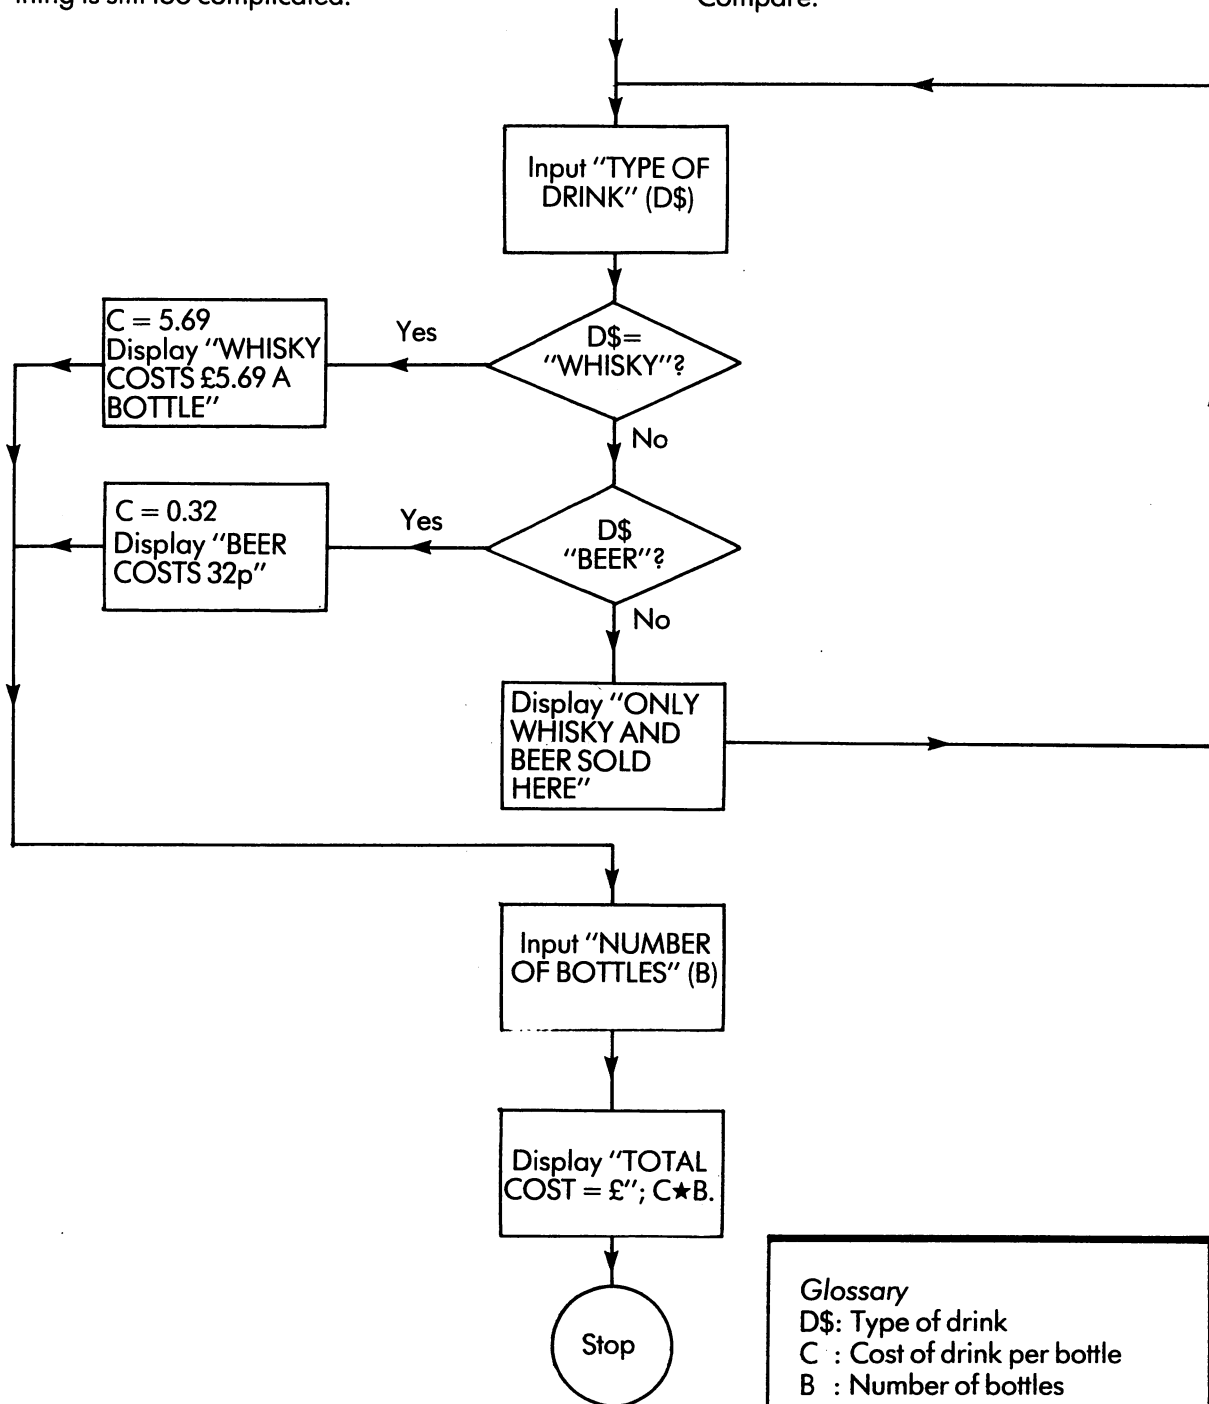 thing is still too complicated.
Compare:
Input "TYPE OF
DRINK" (D$)
D$=
"WHISKY"?
Yes
C = 5.69
Display "WHISKY
COSTS £5.69 A
BOTTLE"
No
D$
"BEER"?
Yes
C = 0.32
Display "BEER
COSTS 32p"
No
Display "ONLY
WHISKY AND
BEER SOLD
HERE"
Input "NUMBER
OF BOTTLES" (B)
Display "TOTAL
COST = £"; C★B.
Stop
Glossary
D$: Type of drink
C : Cost of drink per bottle
B : Number of bottles